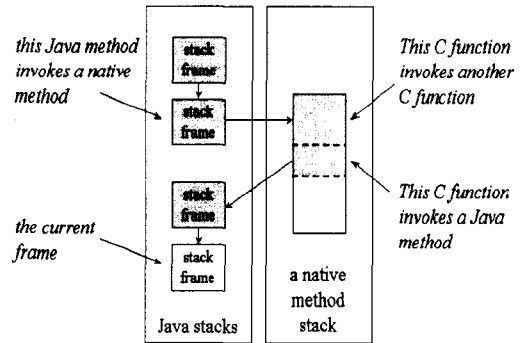 this Java method
invokes a native
method
stack
frame
stack
frame
stack
frame
stack
frame
the current
frame
Java stacks
This C function
invokes another
C function
This C function
invokes a Java
method
a native
method
stack